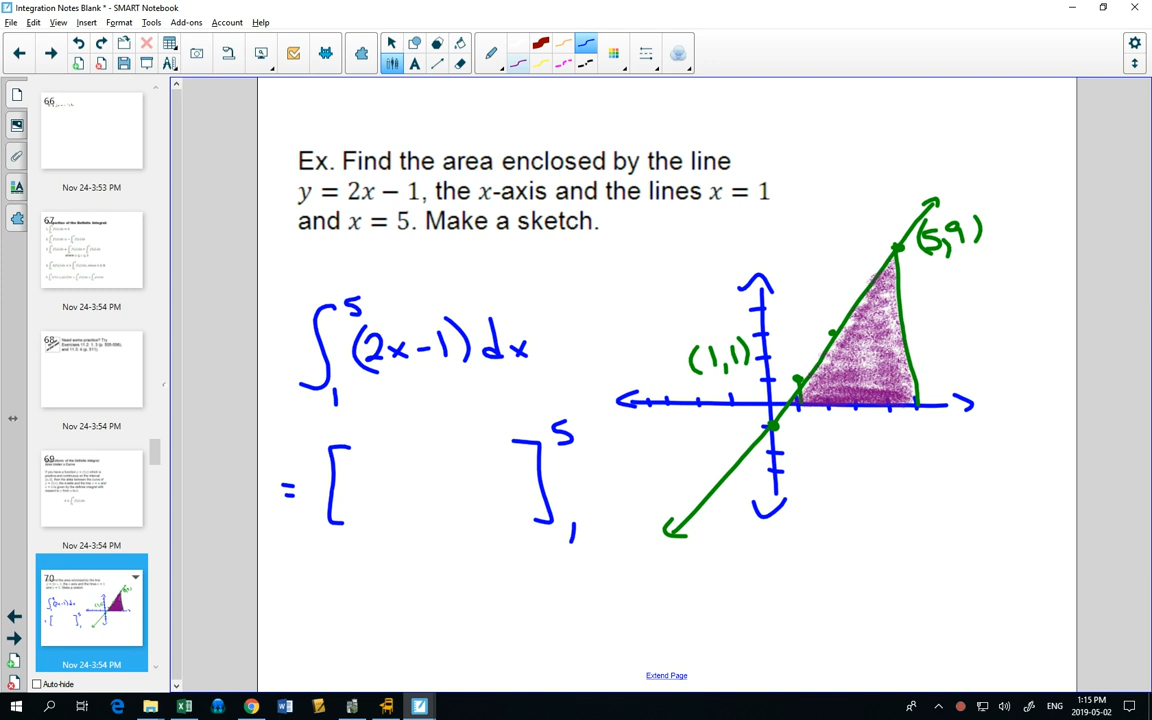 Integration Notes Blank * - SMART Notebook
File Edit View Insert Format Tools Add-ons Account Help
66
Nov 24-3:53 PM
67
Nov 24-3:54 PM
68
Nov 24-3:54 PM
69
Nov 24-3:54 PM
70
Nov 24-3:54 PM
Auto-hide
Ex. Find the area enclosed by the line
y = 2x − 1, the x-axis and the lines x = 1
and x = 5. Make a sketch.
∫₁⁵ (2x-1) dx
= [ ]₁⁵
(5,9)
(1,1)
Extend Page
ENG
1:15 PM
2019-05-02